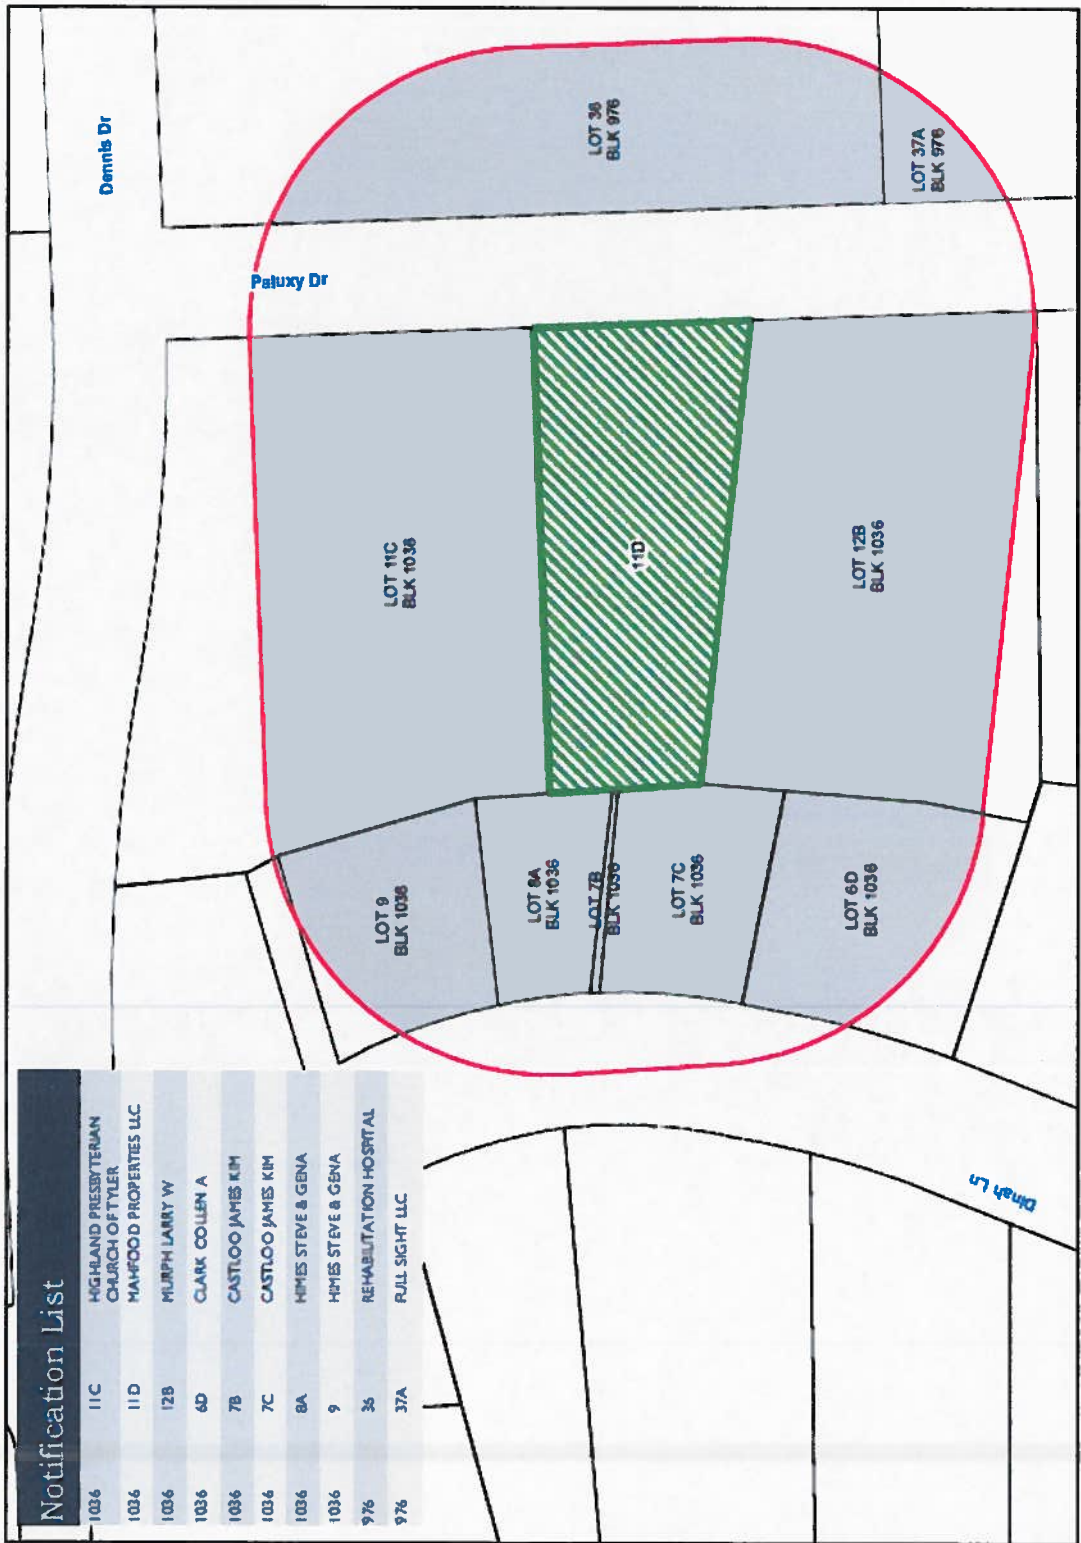 Notification List
1036 11C HIGHLAND PRESBYTERIAN
CHURCH OF TYLER
1036 11D MAHFOOD PROPERTIES LLC
1036 12B MURPH LARRY W
1036 6D CLARK COLLEN A
1036 7B CASTLOO JAMES KIM
1036 7C CASTLOO JAMES KIM
1036 8A HIMES STEVE & GENA
1036 9 HIMES STEVE & GENA
976 36 REHABILITATION HOSPITAL
976 37A FULL SIGHT LLC
Dennis Dr
Paluxy Dr
Dinah Ln
LOT 36
BLK 976
LOT 37A
BLK 976
LOT 11C
BLK 1036
11D
LOT 12B
BLK 1036
LOT 9
BLK 1036
LOT 8A
BLK 1036
LOT 7B
BLK 1036
LOT 7C
BLK 1036
LOT 6D
BLK 1036